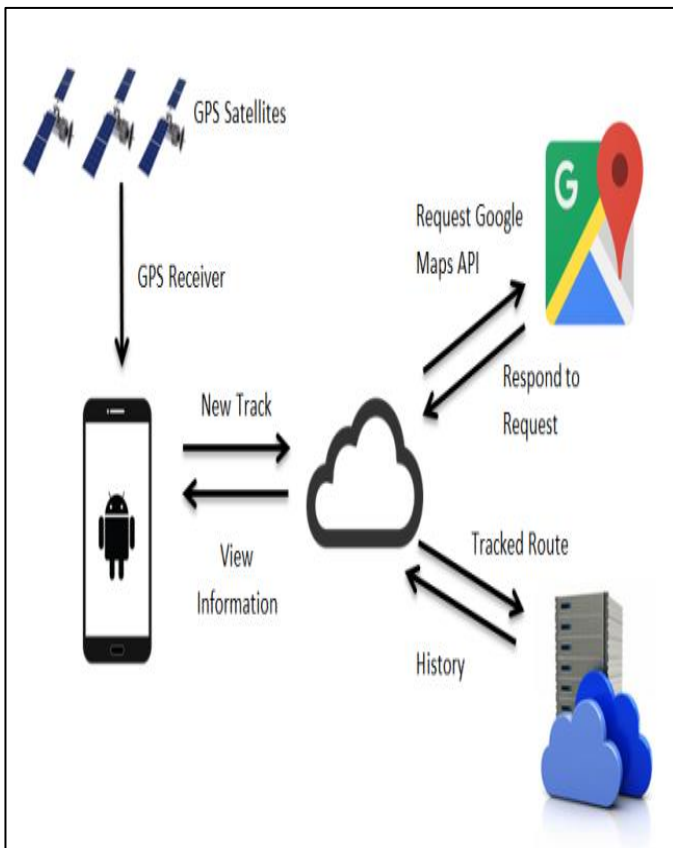 GPS Satellites
GPS Receiver
Request Google
Maps API
G
Respond to
Request
New Track
View
Information
Tracked Route
History